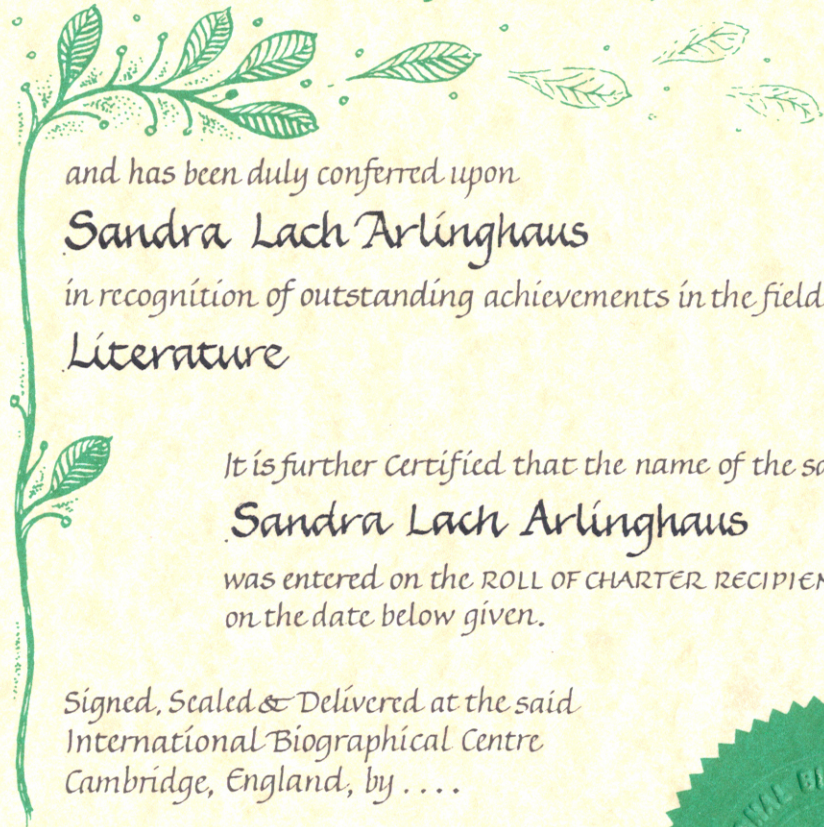 and has been duly conferred upon
Sandra Lach Arlinghaus
in recognition of outstanding achievements in the field
Literature
It is further Certified that the name of the
Sandra Lach Arlinghaus
was entered on the ROLL OF CHARTER
on the date below given.
Signed, Sealed & Delivered at the said
International Biographical Centre
Cambridge, England, by ....